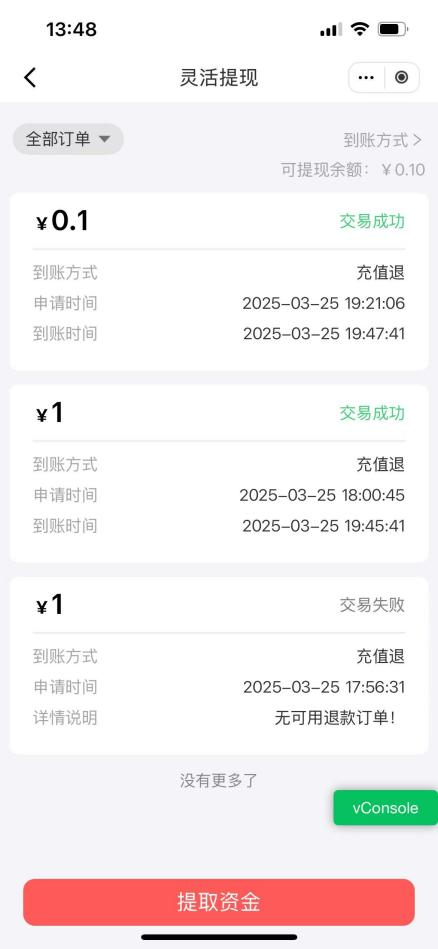 13:48
灵活提现
全部订单
到账方式
可提现余额：￥0.10
￥0.1 交易成功
到账方式 充值退
申请时间 2025-03-25 19:21:06
到账时间 2025-03-25 19:47:41
￥1 交易成功
到账方式 充值退
申请时间 2025-03-25 18:00:45
到账时间 2025-03-25 19:45:41
￥1 交易失败
到账方式 充值退
申请时间 2025-03-25 17:56:31
详情说明 无可用退款订单！
没有更多了
vConsole
提取资金